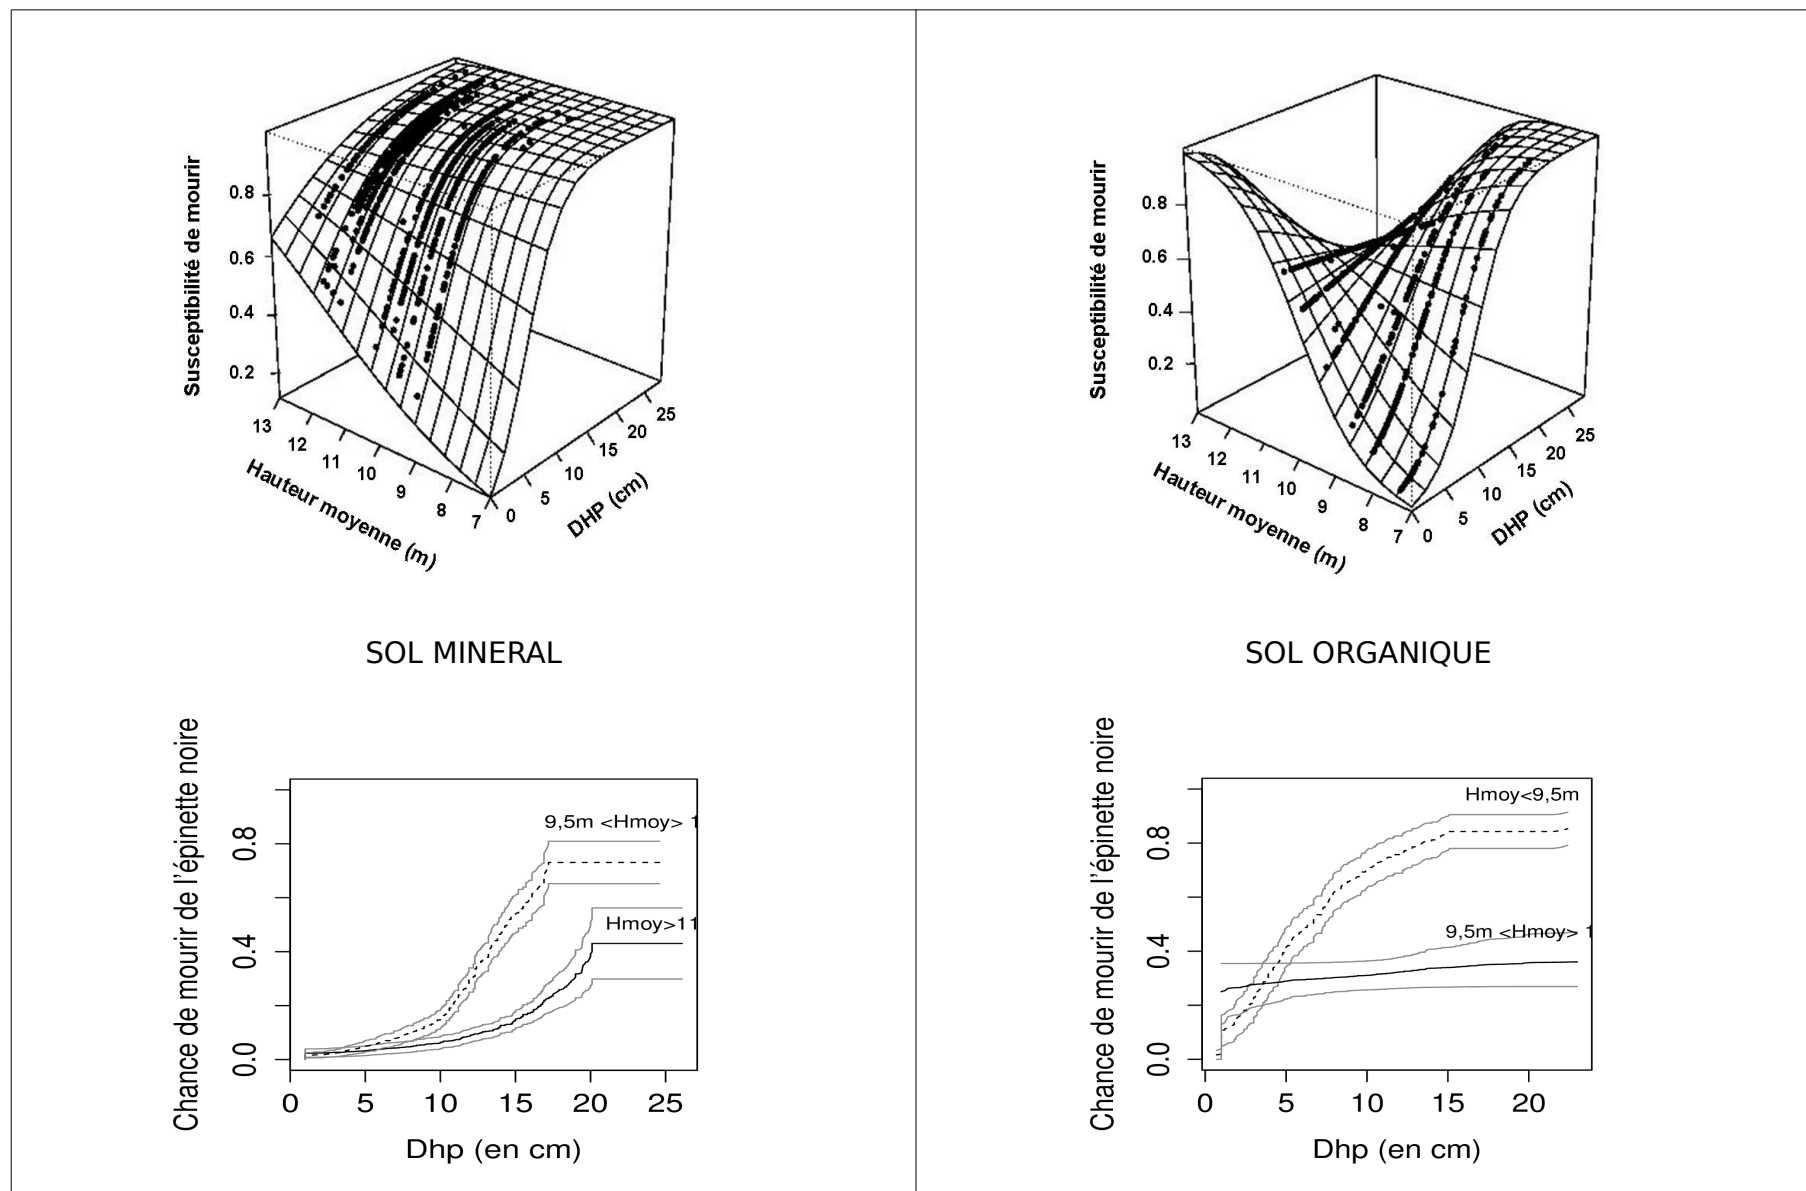 Susceptibilité de mourir
0.8
0.6
0.4
0.2
13
12
11
10
9
8
7
Hauteur moyenne (m)
0
5
10
15
20
25
DHP (cm)
SOL MINERAL
Susceptibilité de mourir
0.8
0.6
0.4
0.2
13
12
11
10
9
8
7
Hauteur moyenne (m)
0
5
10
15
20
25
DHP (cm)
SOL ORGANIQUE
Chance de mourir de l'épinette noire
0.8
0.4
0.0
9,5m <Hmoy> 1
Hmoy>11
0 5 10 15 20 25
Dhp (en cm)
Chance de mourir de l'épinette noire
0.8
0.4
0.0
Hmoy<9,5m
9,5m <Hmoy> 1
0 5 10 15 20
Dhp (en cm)